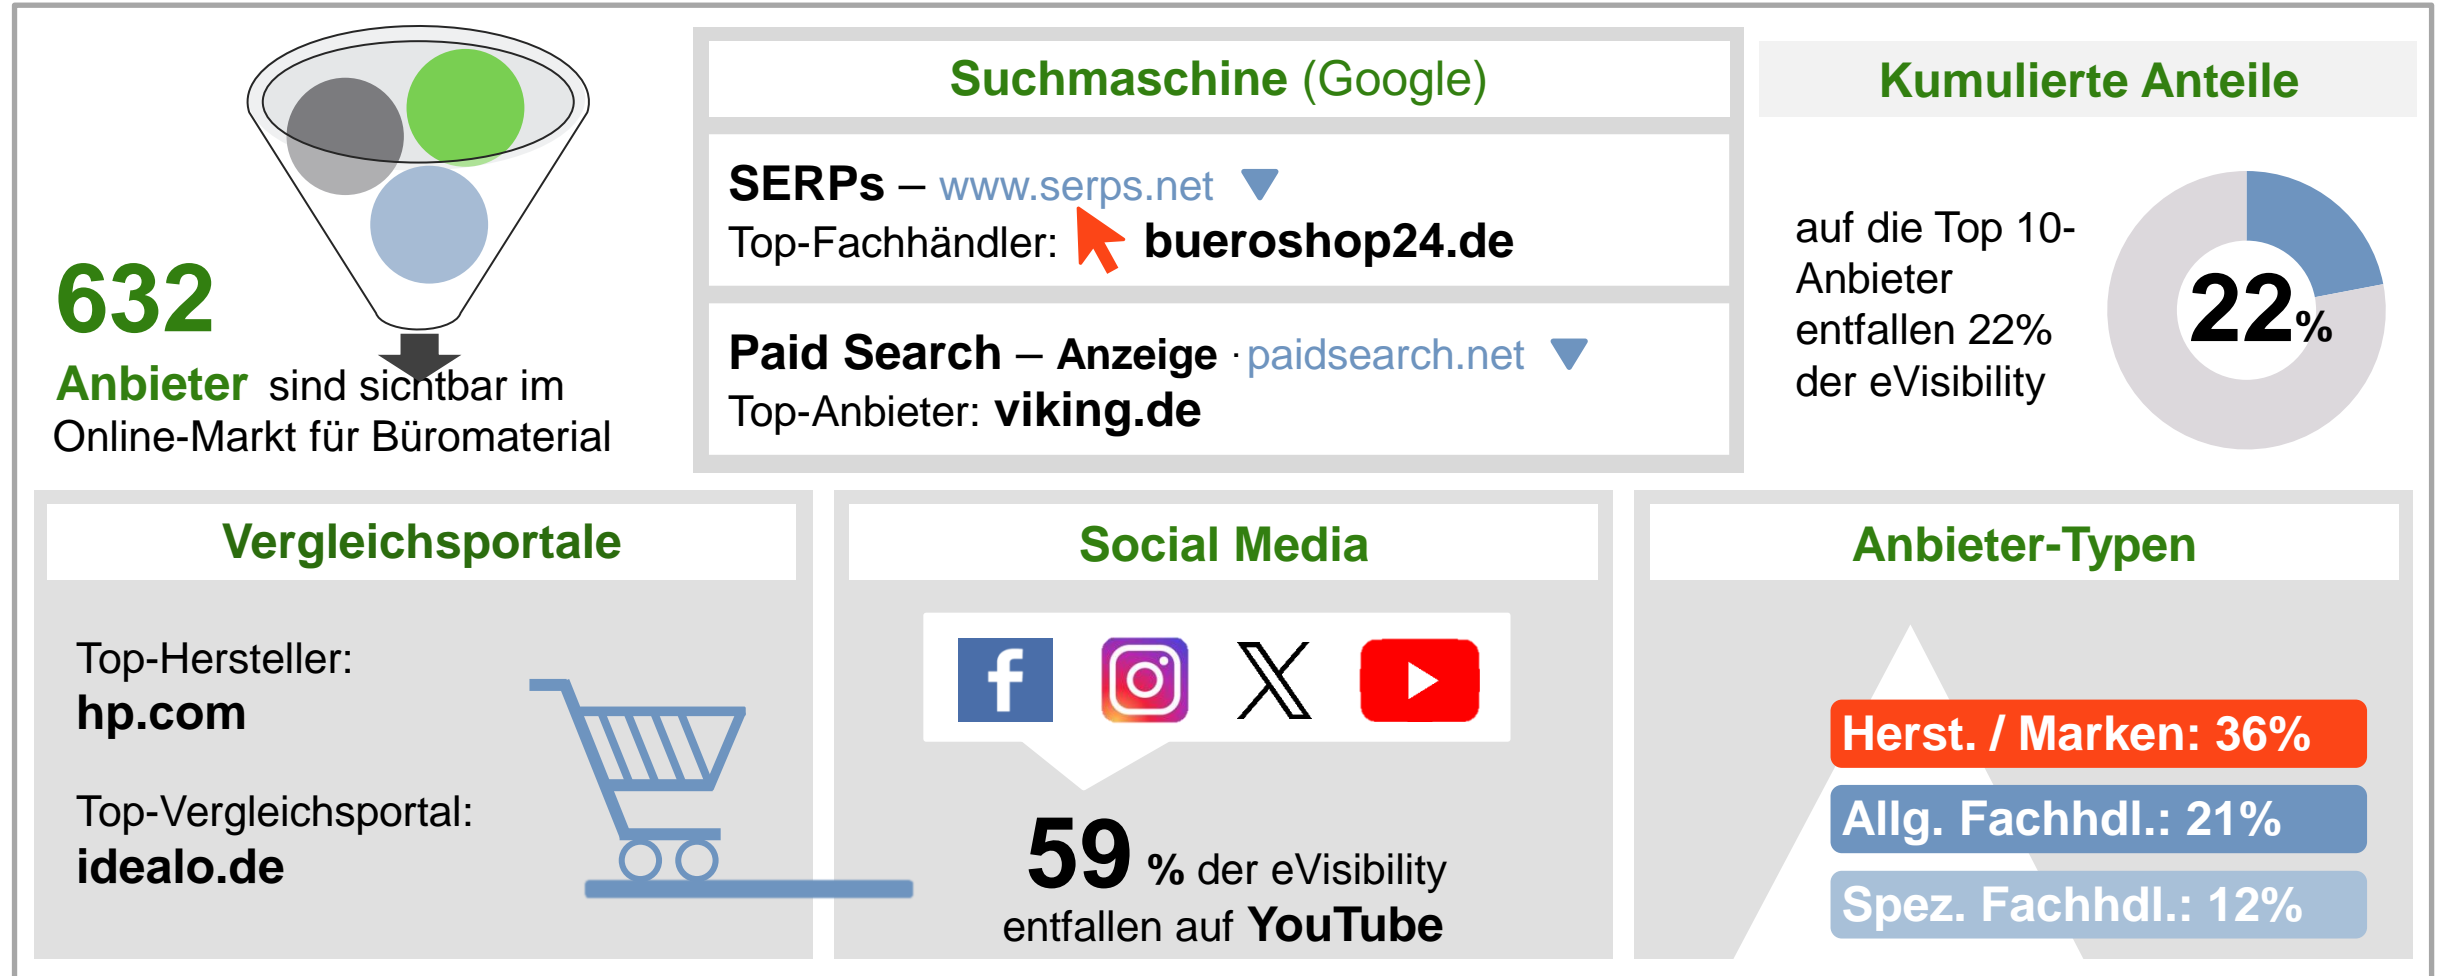 632
Anbieter sind sichtbar im
Online-Markt für Büromaterial
Suchmaschine (Google)
SERPs – www.serps.net
Top-Fachhändler: bueroshop24.de
Paid Search – Anzeige · paidsearch.net
Top-Anbieter: viking.de
Kumulierte Anteile
auf die Top 10-
Anbieter
entfallen 22%
der eVisibility
22%
Vergleichsportale
Top-Hersteller:
hp.com
Top-Vergleichsportal:
idealo.de
Social Media
59 % der eVisibility
entfallen auf YouTube
Anbieter-Typen
Herst. / Marken: 36%
Allg. Fachhdl.: 21%
Spez. Fachhdl.: 12%